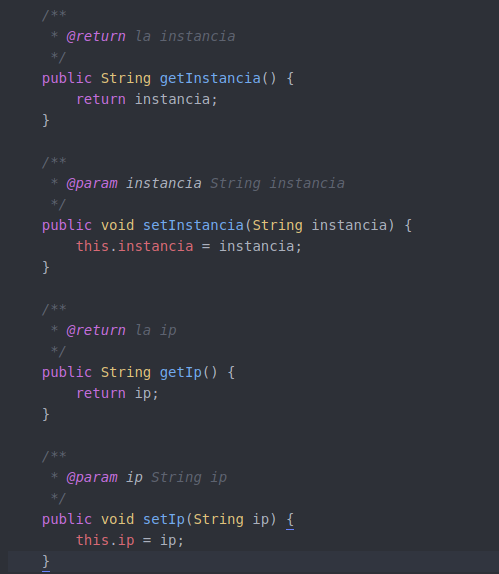 /**
 * @return la instancia
 */
public String getInstancia() {
    return instancia;
}

/**
 * @param instancia String instancia
 */
public void setInstancia(String instancia) {
    this.instancia = instancia;
}

/**
 * @return la ip
 */
public String getIp() {
    return ip;
}

/**
 * @param ip String ip
 */
public void setIp(String ip) {
    this.ip = ip;
}